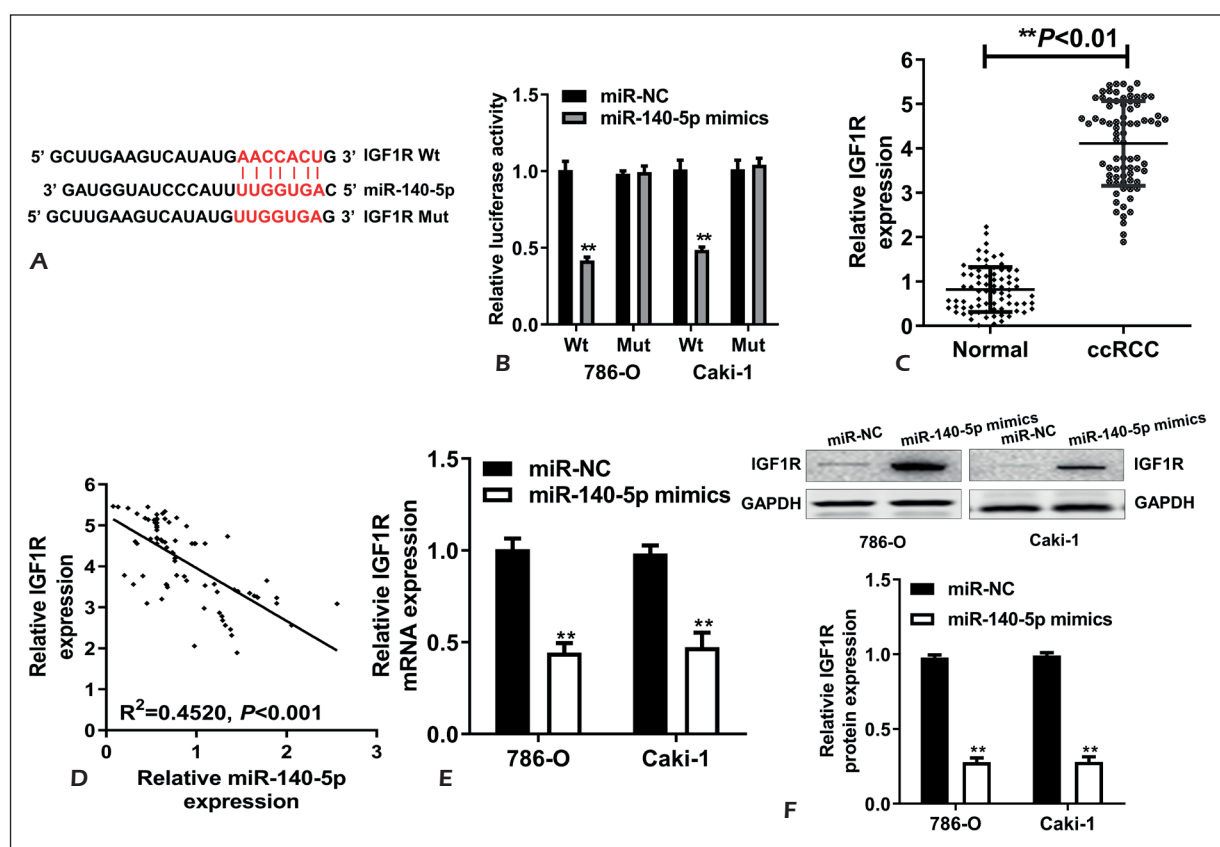 5' GCUUGAAGUCAUAUGAACCACUG 3' IGF1R Wt
3' GAUGGUAUCCCAUUUUGGUGAC 5' miR-140-5p
5' GCUUGAAGUCAUAUGUUGGUGAG 3' IGF1R Mut
A
Relative luciferase activity
1.5
1.0
0.5
0.0
miR-NC
miR-140-5p mimics
**
**
Wt
Mut
Wt
Mut
786-O
Caki-1
B
**P<0.01
Relative IGF1R
expression
6
5
4
3
2
1
0
Normal
ccRCC
C
Relative IGF1R
expression
6
5
4
3
2
1
0
R2=0.4520, P<0.001
0
1
2
3
Relative miR-140-5p
expression
D
Relatvie IGF1R
mRNA expression
1.5
1.0
0.5
0.0
miR-NC
miR-140-5p mimics
**
**
786-O
Caki-1
E
miR-NC
miR-140-5p mimics
miR-NC
miR-140-5p mimics
IGF1R
IGF1R
GAPDH
GAPDH
786-O
Caki-1
Relatvie IGF1R
protein expression
1.5
1.0
0.5
0.0
miR-NC
miR-140-5p mimics
**
**
786-O
Caki-1
F